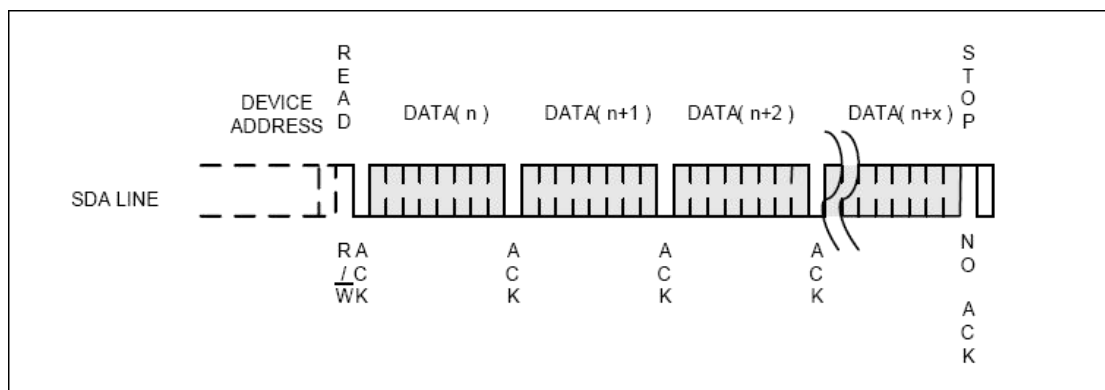 READ
STOP
DEVICE
ADDRESS
DATA( n )
DATA( n+1 )
DATA( n+2 )
DATA( n+x )
SDA LINE
R/W
ACK
ACK
ACK
ACK
NO ACK